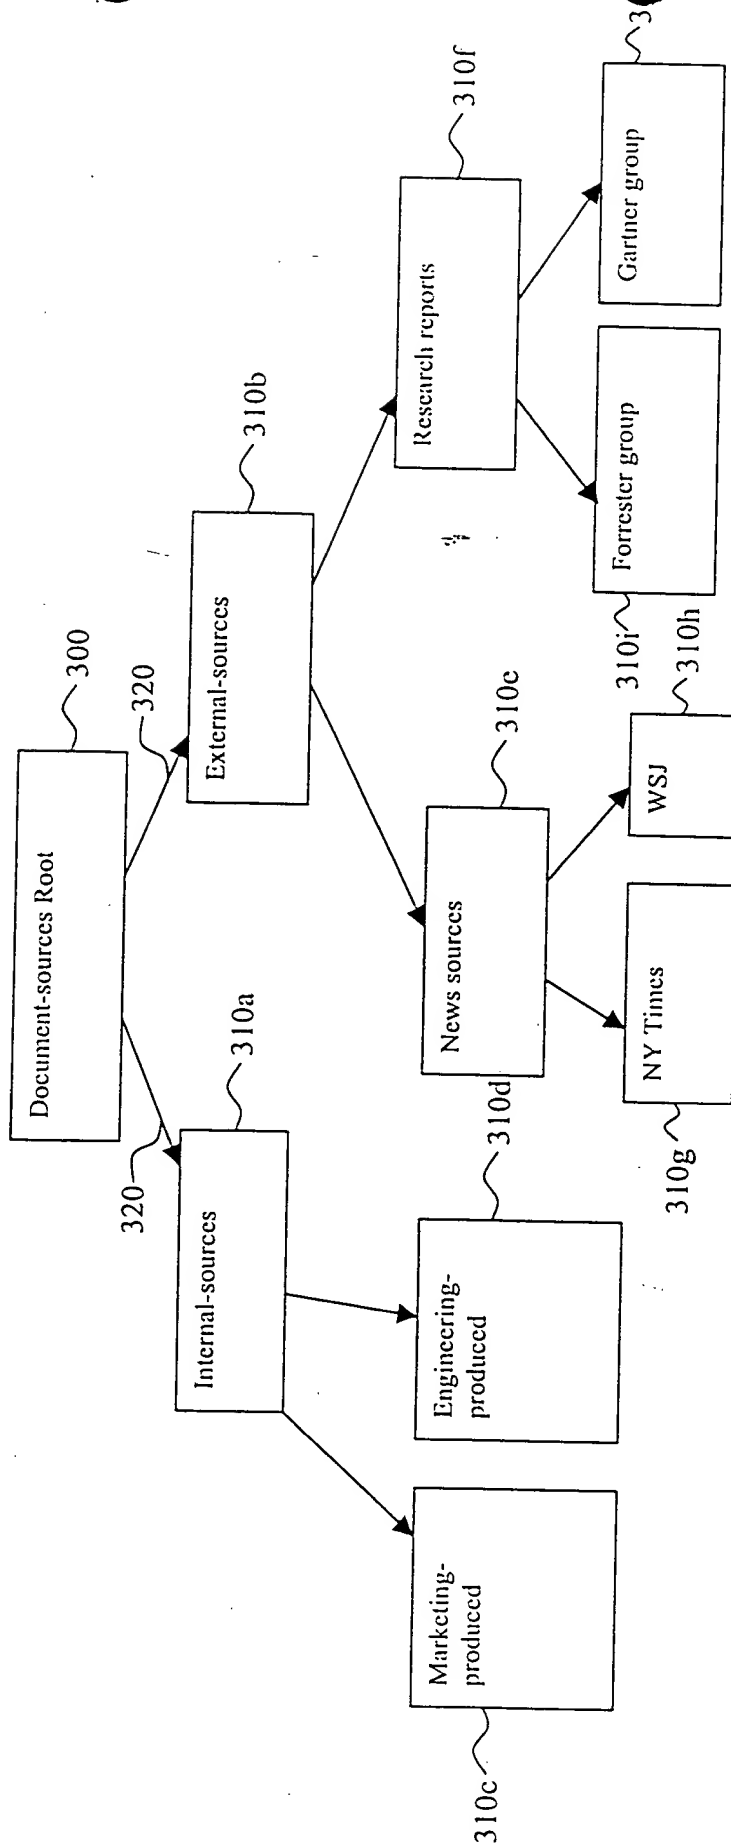 Document-sources Root
300
320
320
Internal-sources
310a
External-sources
310b
Marketing-
produced
310c
Engineering-
produced
310d
News sources
310e
Research reports
310f
NY Times
310g
WSJ
310h
Forrester group
310i
Gartner group